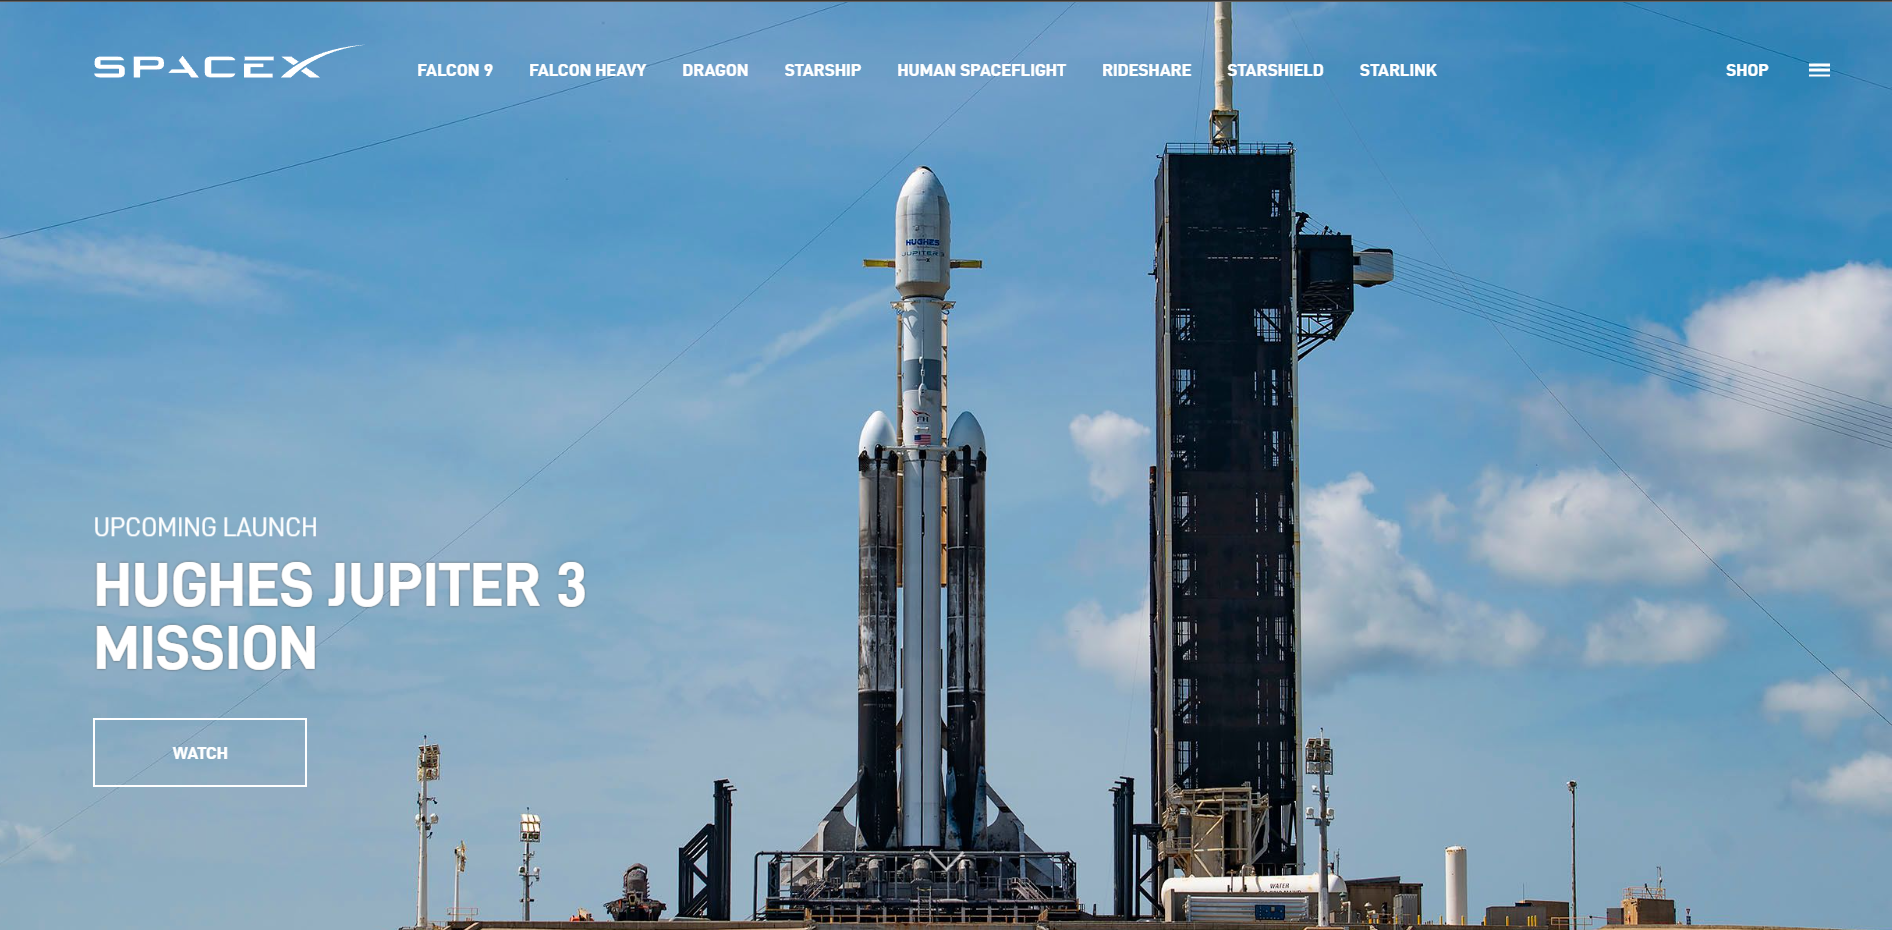 SPACEX
FALCON 9
FALCON HEAVY
DRAGON
STARSHIP
HUMAN SPACEFLIGHT
RIDESHARE
STARSHIELD
STARLINK
SHOP
HUGHES
JUPITER 3
FH
UPCOMING LAUNCH
HUGHES JUPITER 3
MISSION
WATCH
WATER